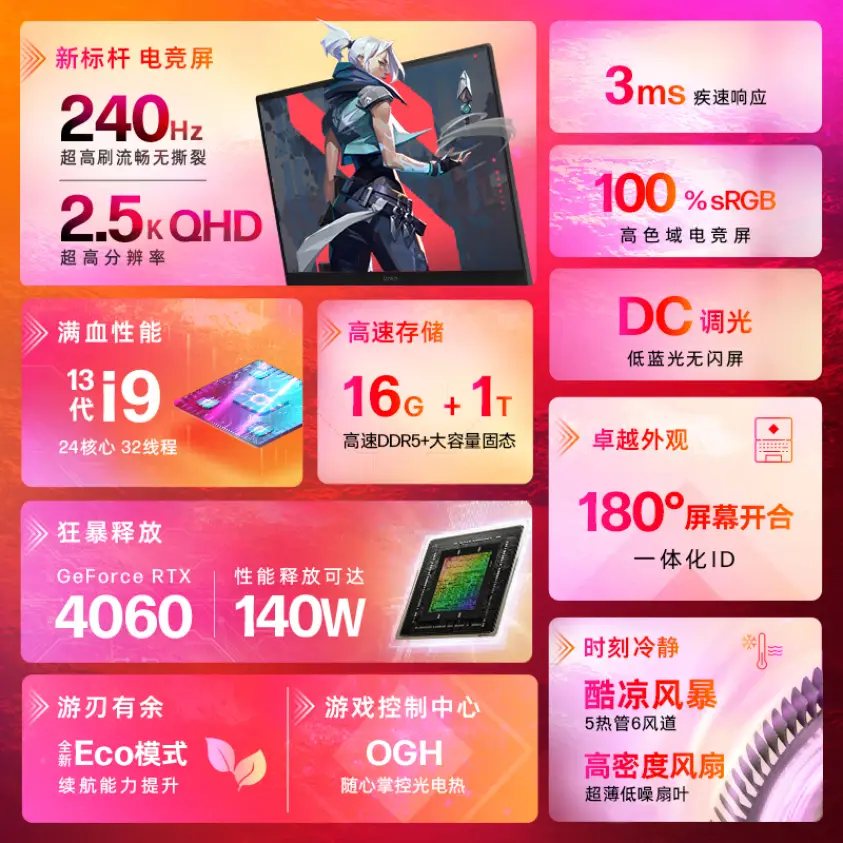 新标杆 电竞屏
240Hz
超高刷流畅无撕裂
2.5K QHD
超高分辨率
3ms 疾速响应
100%sRGB
高色域电竞屏
DC调光
低蓝光无闪屏
满血性能
13代 i9
24核心 32线程
高速存储
16G + 1T
高速DDR5+大容量固态
卓越外观
180°屏幕开合
一体化ID
狂暴释放
GeForce RTX
4060
性能释放可达
140W
时刻冷静
酷凉风暴
5热管6风道
高密度风扇
超薄低噪扇叶
游刃有余
全新Eco模式
续航能力提升
游戏控制中心
OGH
随心掌控光电热